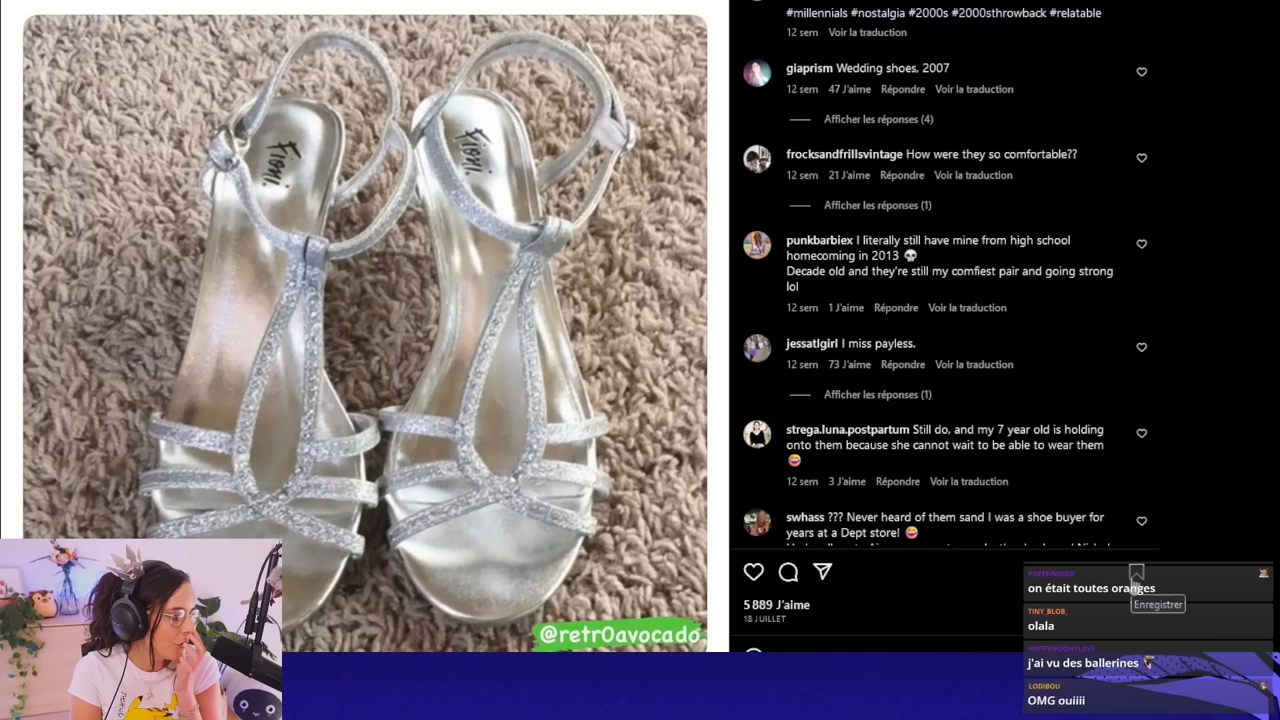 Fioni
Fioni
@retr0avocado
#millennials #nostalgia #2000s #2000sthrowback #relatable
12 sem Voir la traduction
giaprism Wedding shoes, 2007
12 sem 47 J'aime Répondre Voir la traduction
Afficher les réponses (4)
frocksandfrillsvintage How were they so comfortable??
12 sem 21 J'aime Répondre Voir la traduction
Afficher les réponses (1)
punkbarbiex I literally still have mine from high school
homecoming in 2013 💀
Decade old and they're still my comfiest pair and going strong
lol
12 sem 1 J'aime Répondre Voir la traduction
jessatlgirl I miss payless.
12 sem 73 J'aime Répondre Voir la traduction
Afficher les réponses (1)
strega.luna.postpartum Still do, and my 7 year old is holding
onto them because she cannot wait to be able to wear them
😂
12 sem 3 J'aime Répondre Voir la traduction
swhass ??? Never heard of them sand I was a shoe buyer for
years at a Dept store! 😂
5 889 J'aime
18 JUILLET
Enregistrer
on était toutes oranges
TINY_BLOB_
olala
HAPPYMOONYLOVE
j'ai vu des ballerines
LODIBOU
OMG ouiiii